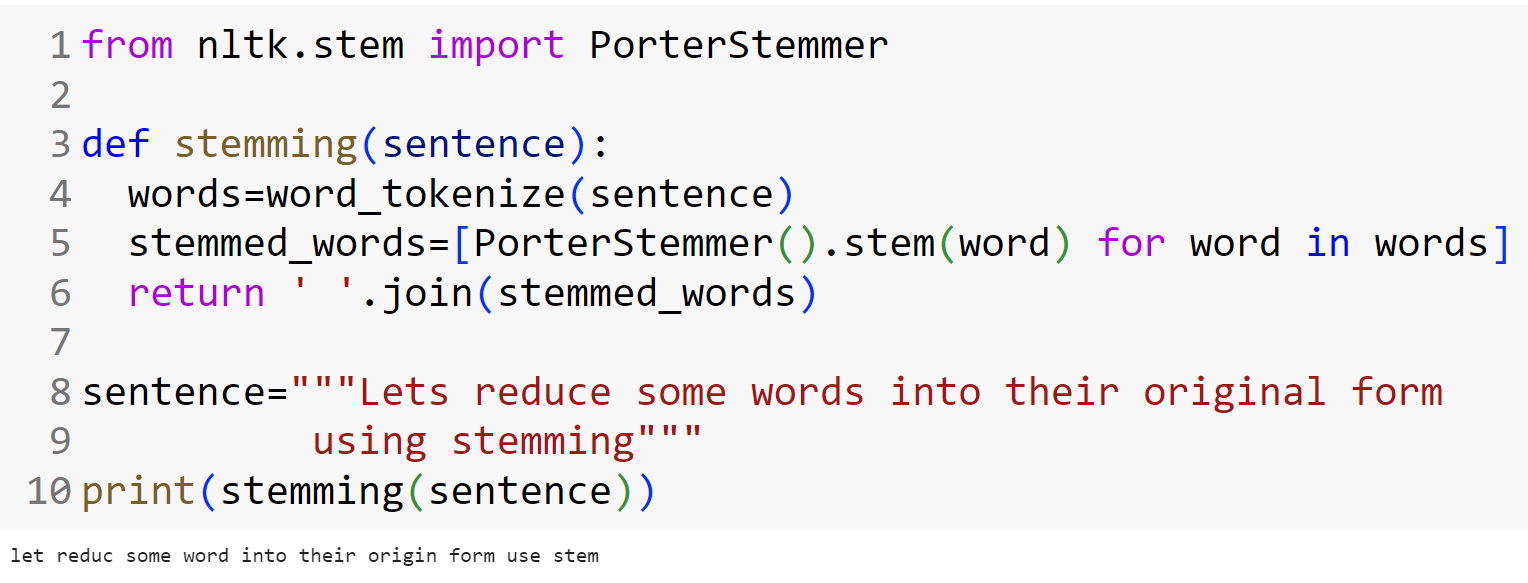 1 from nltk.stem import PorterStemmer
2
3 def stemming(sentence):
4   words=word_tokenize(sentence)
5   stemmed_words=[PorterStemmer().stem(word) for word in words]
6   return ' '.join(stemmed_words)
7
8 sentence="""Lets reduce some words into their original form
9           using stemming"""
10 print(stemming(sentence))
let reduc some word into their origin form use stem